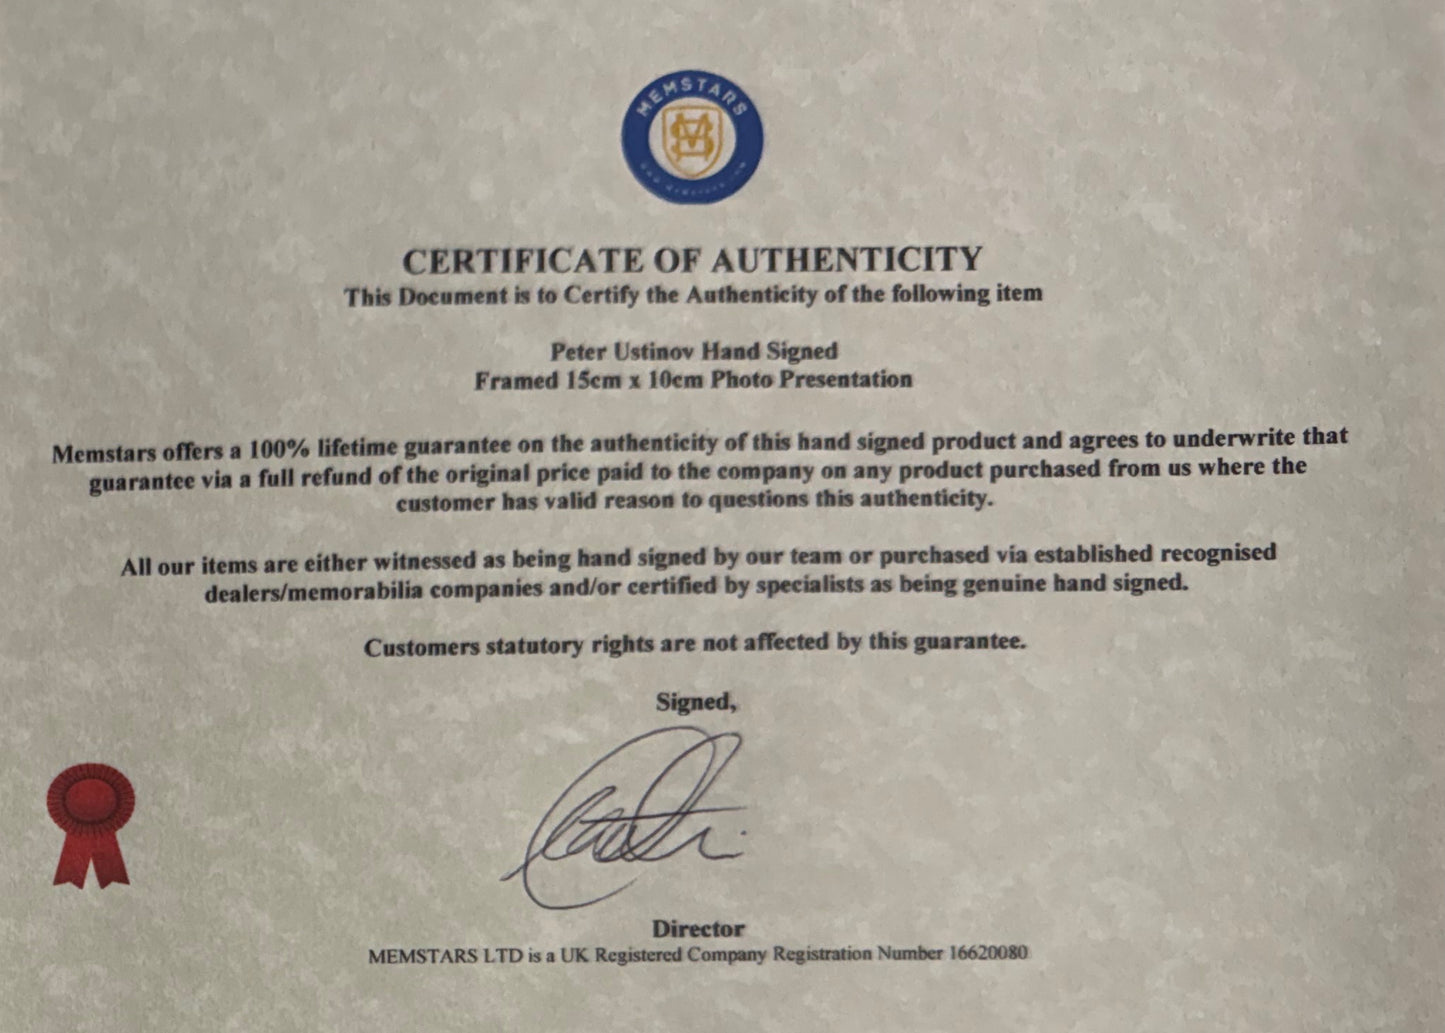 MEMSTARS
CERTIFICATE OF AUTHENTICITY
This Document is to Certify the Authenticity of the following item
Peter Ustinov Hand Signed
Framed 15cm x 10cm Photo Presentation
Memstars offers a 100% lifetime guarantee on the authenticity of this hand signed product and agrees to underwrite that
guarantee via a full refund of the original price paid to the company on any product purchased from us where the
customer has valid reason to questions this authenticity.
All our items are either witnessed as being hand signed by our team or purchased via established recognised
dealers/memorabilia companies and/or certified by specialists as being genuine hand signed.
Customers statutory rights are not affected by this guarantee.
Signed,
Director
MEMSTARS LTD is a UK Registered Company Registration Number 16620080